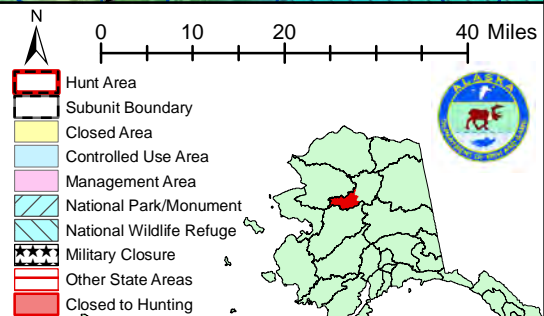 N
0 20 40 Miles
Hunt Area
Subunit Boundary
Closed Area
Controlled Use Area
Management Area
National Park/Monument
National Wildlife Refuge
Military Closure
Other State Areas
Closed to Hunting
ALASKA